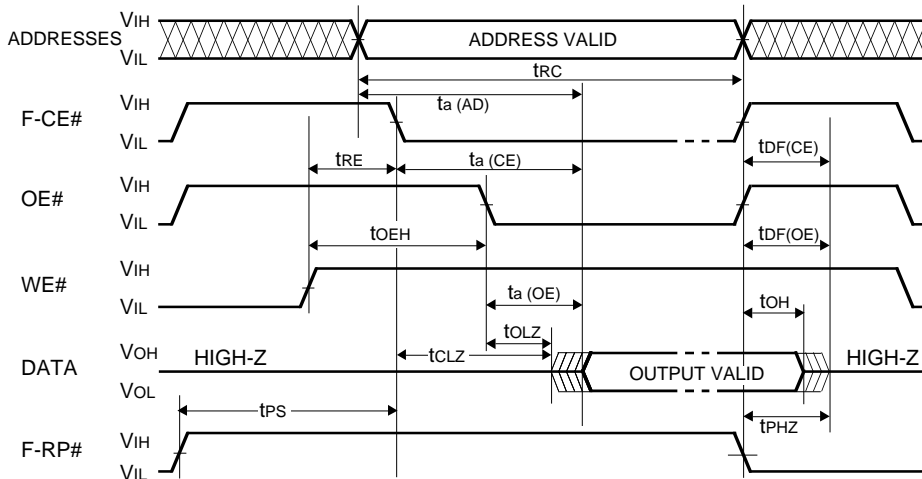 ADDRESSES VIH VIL ADDRESS VALID
tRC
ta (AD)
F-CE# VIH VIL
tRE ta (CE) tDF(CE)
OE# VIH VIL
tOEH tDF(OE)
WE# VIH VIL
ta (OE) tOH
tOLZ
DATA VOH VOL HIGH-Z tCLZ OUTPUT VALID HIGH-Z
tPS tPHZ
F-RP# VIH VIL